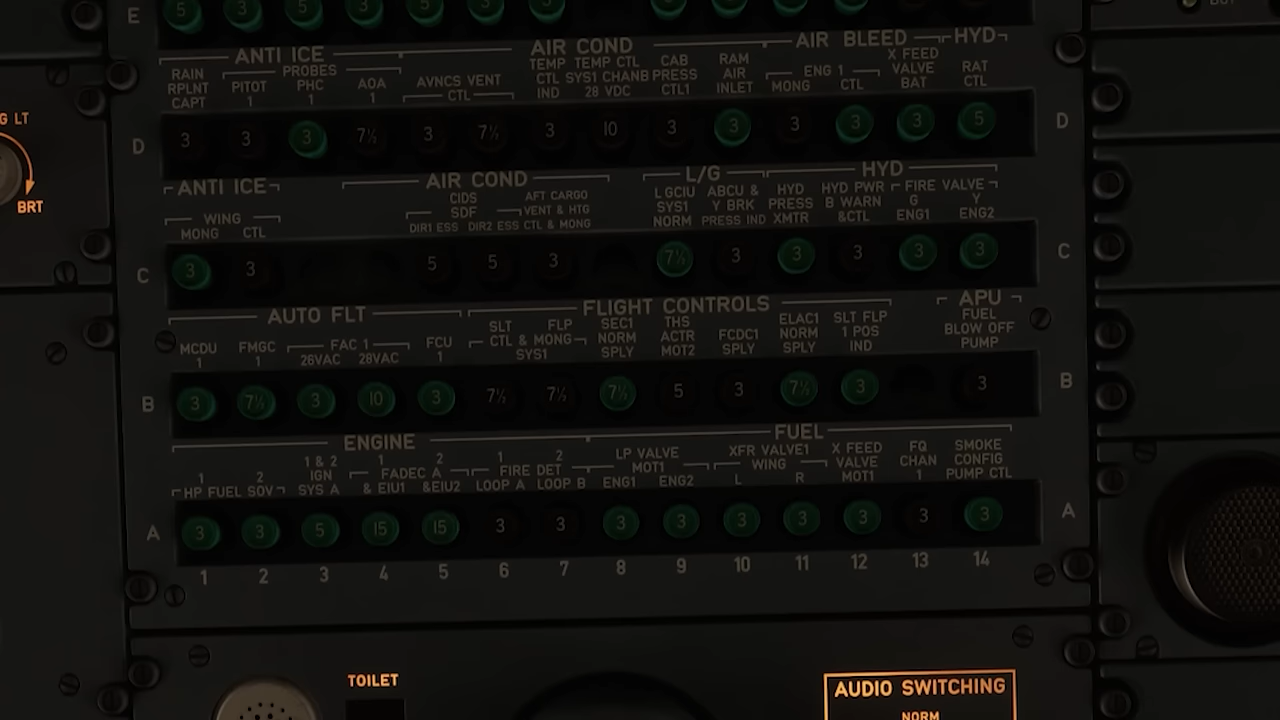 E 5 3 5 3 5 3 5
ANTI ICE AIR COND AIR BLEED HYD
RAIN RPLNT CAPT
PROBES
PITOT 1
PHC 1
AOA 1
AVNCS VENT
CTL
TEMP CTL IND
TEMP CTL SYS1 CHANB 28 VDC
CAB PRESS CTL1
RAM AIR INLET
ENG 1
MONG CTL
X FEED VALVE BAT
RAT CTL
D 3 3 3 7½ 3 7½ 3 10 3 3 3 3 3 5 D
ANTI ICE AIR COND L/G HYD
WING
MONG CTL
CIDS
SDF
DIR1 ESS DIR2 ESS
AFT CARGO
VENT & HTG
CTL & MONG
L GCIU SYS1 NORM
ABCU & Y BRK PRESS IND
HYD PRESS XMTR
HYD PWR B WARN &CTL
FIRE VALVE
G ENG1
Y ENG2
C 3 3 5 5 3 7½ 3 3 3 3 3 C
AUTO FLT FLIGHT CONTROLS APU
MCDU 1
FMGC 1
FAC 1
26VAC 28VAC
FCU 1
SLT FLP
CTL & MONG
SYS1
SEC1 NORM SPLY
THS ACTR MOT2
FCDC1 SPLY
ELAC1 NORM SPLY
SLT FLP 1 POS IND
FUEL BLOW OFF PUMP
B 3 7½ 3 10 3 7½ 7½ 7½ 5 3 7½ 3 3 B
ENGINE FUEL
1 2
HP FUEL SOV
1 & 2 IGN SYS A
1 2
FADEC A
& EIU1 &EIU2
1 2
FIRE DET
LOOP A LOOP B
LP VALVE
MOT1
ENG1 ENG2
XFR VALVE1
WING
L R
X FEED VALVE MOT1
FQ CHAN 1
SMOKE CONFIG PUMP CTL
A 3 3 5 15 15 3 3 3 3 3 3 3 3 3 A
1 2 3 4 5 6 7 8 9 10 11 12 13 14
G LT
BRT
TOILET
AUDIO SWITCHING
NORM